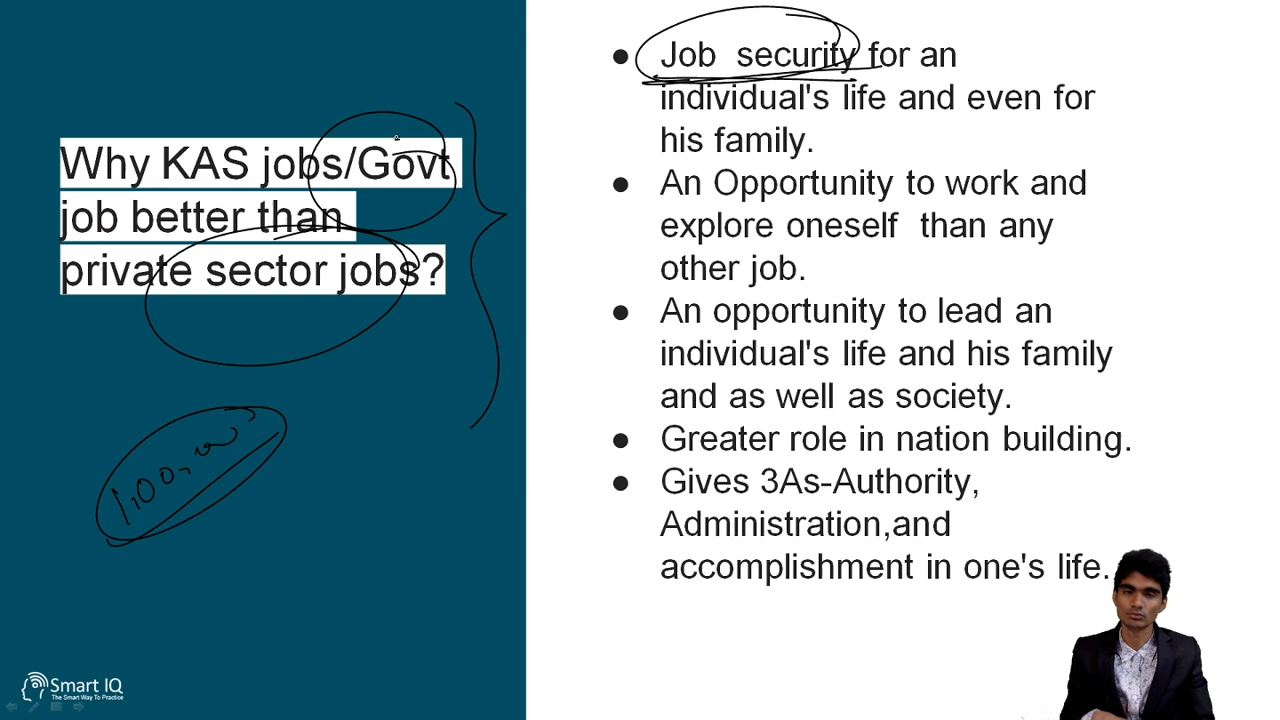 Why KAS jobs/Govt
job better than
private sector jobs?
● Job security for an
individual's life and even for
his family.
● An Opportunity to work and
explore oneself than any
other job.
● An opportunity to lead an
individual's life and his family
and as well as society.
● Greater role in nation building.
● Gives 3As-Authority,
Administration,and
accomplishment in one's life.
Smart IQ
The Smart Way To Practice